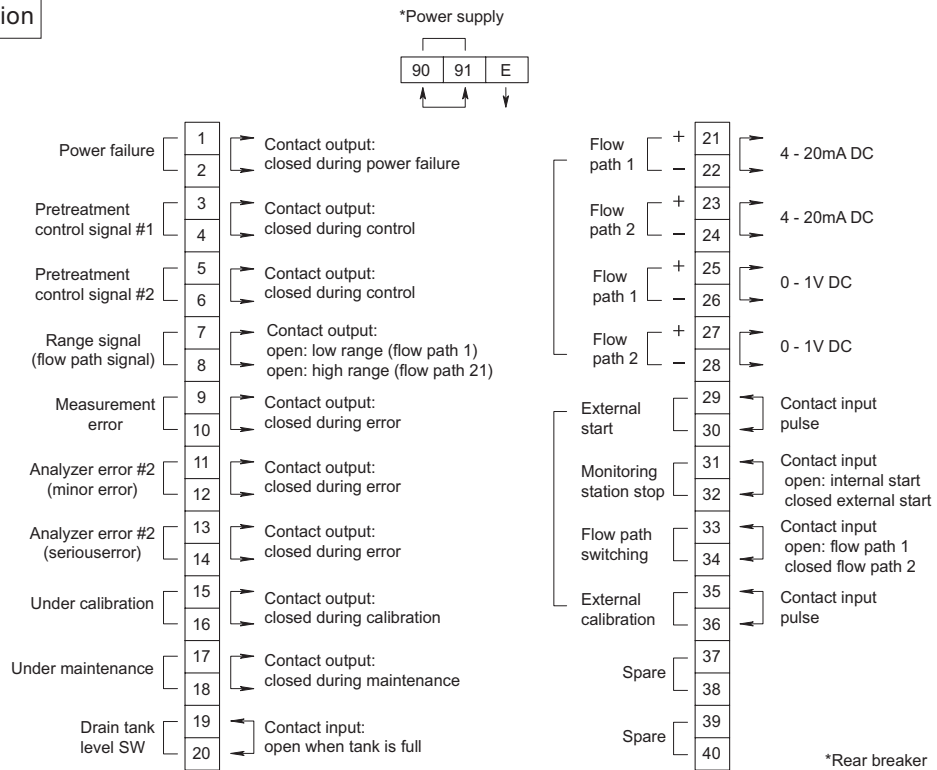 ion
*Power supply
90 91 E
Power failure
1
2
Contact output:
closed during power failure
Pretreatment
control signal #1
3
4
Contact output:
closed during control
Pretreatment
control signal #2
5
6
Contact output:
closed during control
Range signal
(flow path signal)
7
8
Contact output:
open: low range (flow path 1)
open: high range (flow path 21)
Measurement
error
9
10
Contact output:
closed during error
Analyzer error #2
(minor error)
11
12
Contact output:
closed during error
Analyzer error #2
(seriouserror)
13
14
Contact output:
closed during error
Under calibration
15
16
Contact output:
closed during calibration
Under maintenance
17
18
Contact output:
closed during maintenance
Drain tank
level SW
19
20
Contact input:
open when tank is full
Flow
path 1
+ 21
− 22
4 - 20mA DC
Flow
path 2
+ 23
− 24
4 - 20mA DC
Flow
path 1
+ 25
− 26
0 - 1V DC
Flow
path 2
+ 27
− 28
0 - 1V DC
External
start
29
30
Contact input
pulse
Monitoring
station stop
31
32
Contact input
open: internal start
closed external start
Flow path
switching
33
34
Contact input
open: flow path 1
closed flow path 2
External
calibration
35
36
Contact input
pulse
Spare
37
38
Spare
39
40
*Rear breaker